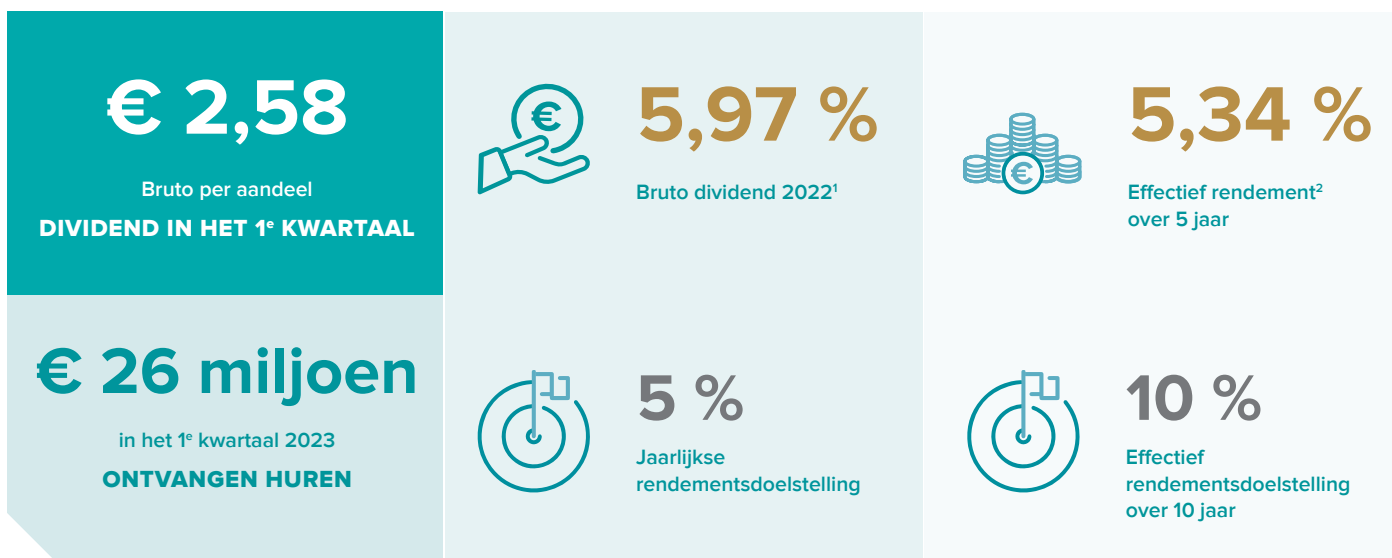 € 2,58
Bruto per aandeel
DIVIDEND IN HET 1ᵉ KWARTAAL
€ 26 miljoen
in het 1ᵉ kwartaal 2023
ONTVANGEN HUREN
€
5,97 %
Bruto dividend 2022¹
5 %
Jaarlijkse
rendementsdoelstelling
€
5,34 %
Effectief rendement²
over 5 jaar
10 %
Effectief
rendementsdoelstelling
over 10 jaar